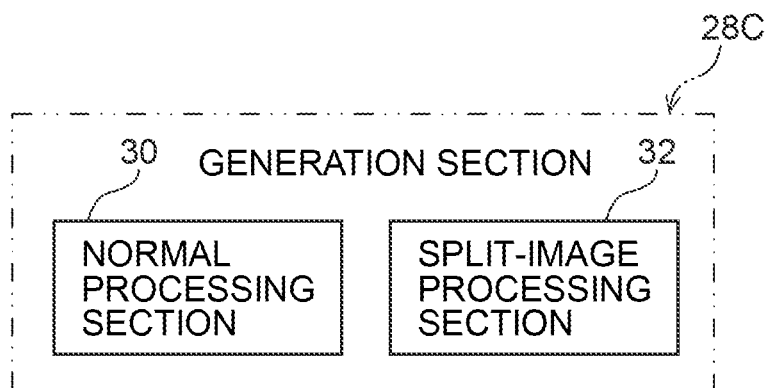 28C
30
GENERATION SECTION
32
NORMAL
PROCESSING
SECTION
SPLIT-IMAGE
PROCESSING
SECTION